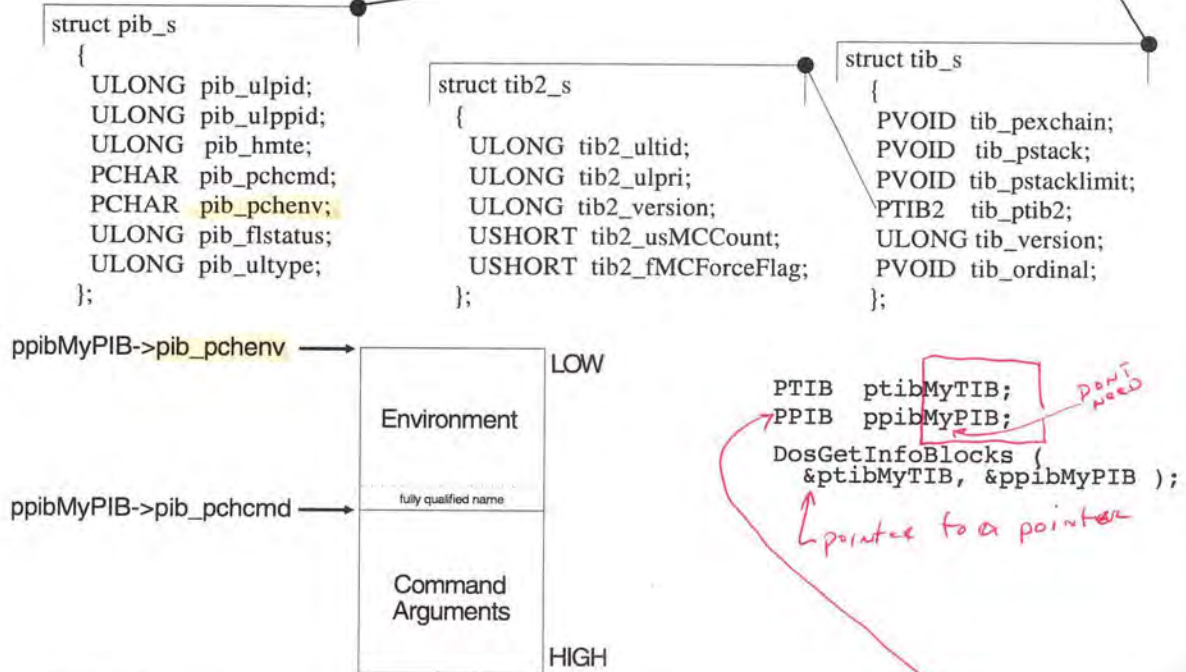 struct pib_s
{
ULONG pib_ulpid;
ULONG pib_ulppid;
ULONG pib_hmte;
PCHAR pib_pchcmd;
PCHAR pib_pchenv;
ULONG pib_flstatus;
ULONG pib_ultype;
};
struct tib2_s
{
ULONG tib2_ultid;
ULONG tib2_ulpri;
ULONG tib2_version;
USHORT tib2_usMCCount;
USHORT tib2_fMCForceFlag;
};
struct tib_s
{
PVOID tib_pexchain;
PVOID tib_pstack;
PVOID tib_pstacklimit;
PTIB2 tib_ptib2;
ULONG tib_version;
PVOID tib_ordinal;
};
ppibMyPIB->pib_pchenv
LOW
Environment
fully qualified name
ppibMyPIB->pib_pchcmd
Command
Arguments
HIGH
PTIB ptibMyTIB;
PPIB ppibMyPIB;
DON'T
NEED
DosGetInfoBlocks (
&ptibMyTIB, &ppibMyPIB );
pointer to a pointer